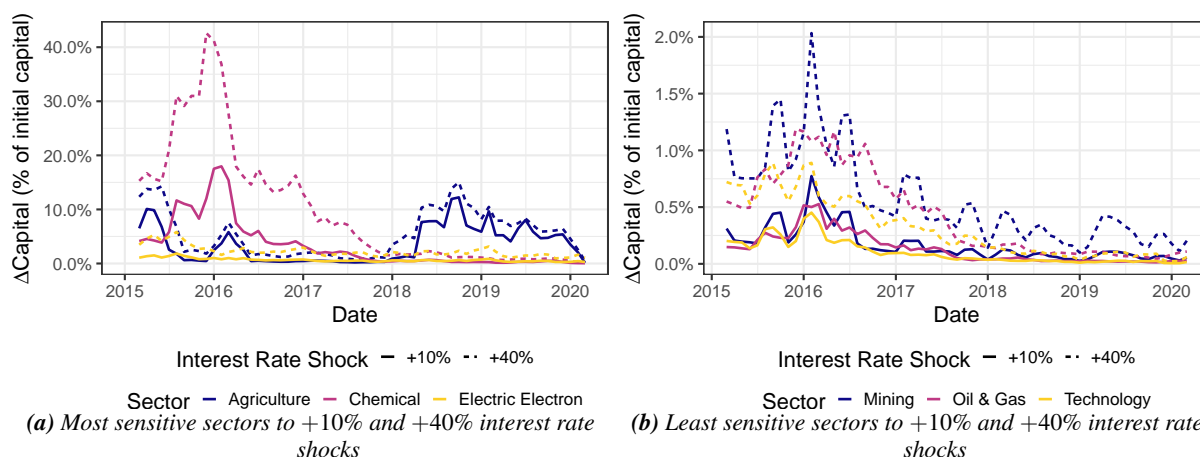 ΔCapital (% of initial capital)
40.0%
30.0%
20.0%
10.0%
0.0%
2015 2016 2017 2018 2019 2020
Date
Interest Rate Shock +10% +40%
Sector Agriculture Chemical Electric Electron
(a) Most sensitive sectors to +10% and +40% interest rate
shocks
ΔCapital (% of initial capital)
2.0%
1.5%
1.0%
0.5%
0.0%
2015 2016 2017 2018 2019 2020
Date
Interest Rate Shock +10% +40%
Sector Mining Oil & Gas Technology
(b) Least sensitive sectors to +10% and +40% interest rate
shocks